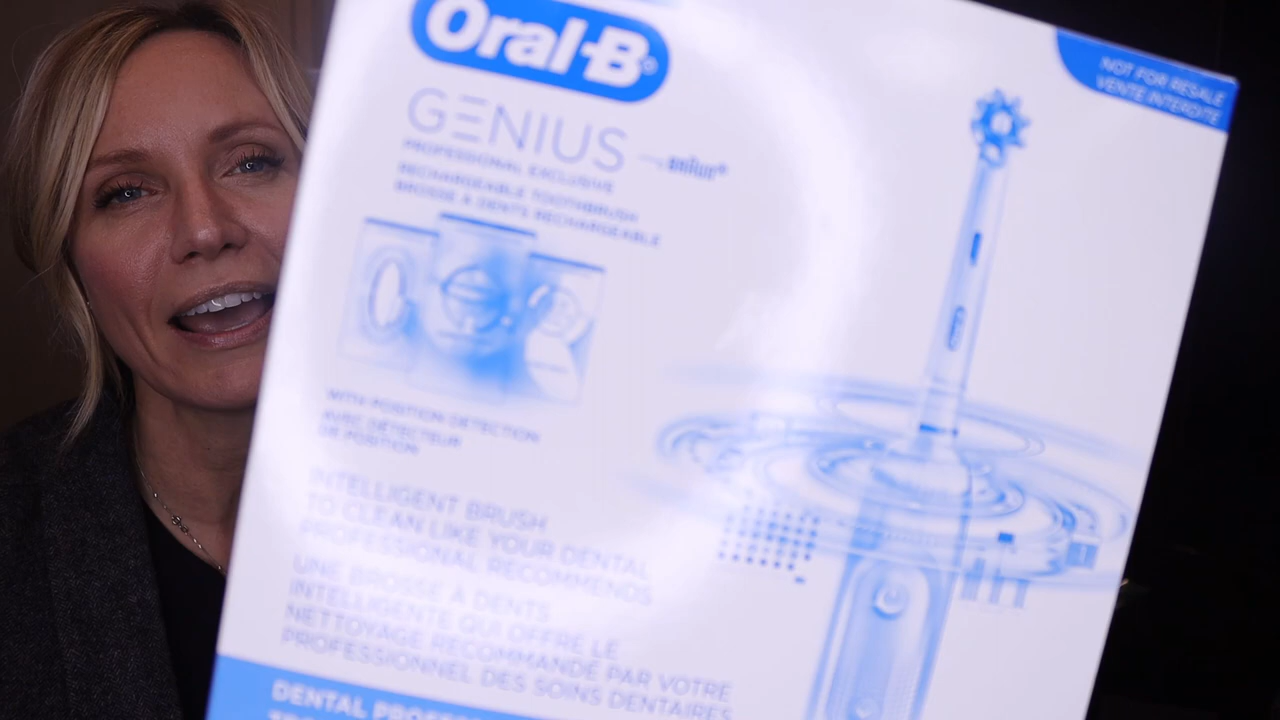 Oral-B
NOT FOR RESALE
VENTE INTERDITE
GENIUS
BRAUN
PROFESSIONAL EXCLUSIVE
RECHARGEABLE TOOTHBRUSH
BROSSE À DENTS RECHARGEABLE
WITH POSITION DETECTION
AVEC DÉTECTEUR
DE POSITION
INTELLIGENT BRUSH
TO CLEAN LIKE YOUR DENTAL
PROFESSIONAL RECOMMENDS
UNE BROSSE À DENTS
INTELLIGENTE QUI OFFRE LE
NETTOYAGE RECOMMANDÉ PAR VOTRE
PROFESSIONNEL DES SOINS DENTAIRES
DENTAL